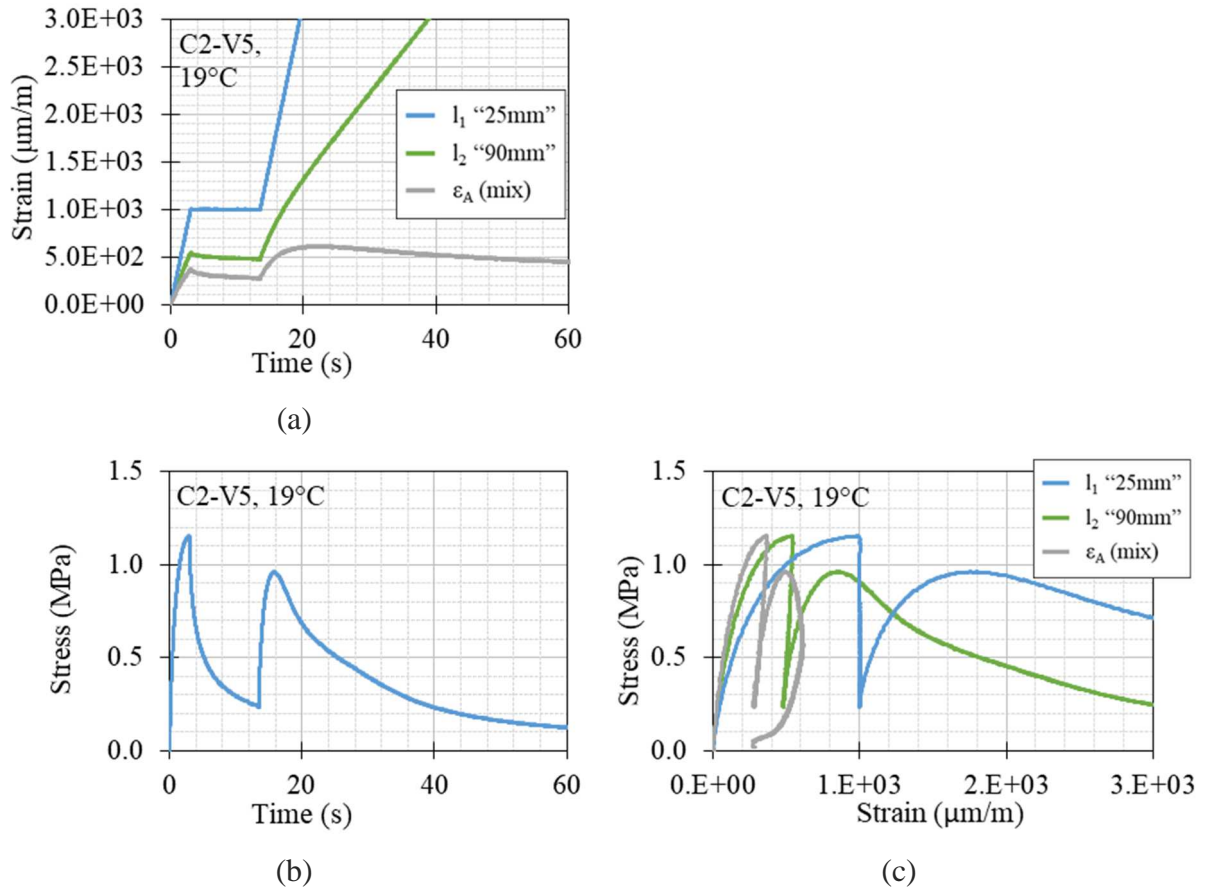 3.0E+03
2.5E+03
2.0E+03
1.5E+03
1.0E+03
5.0E+02
0.0E+00
Strain (µm/m)
C2-V5,
19°C
l₁ “25mm”
l₂ “90mm”
εA (mix)
0 20 40 60
Time (s)
(a)
1.5
1.0
0.5
0.0
Stress (MPa)
C2-V5, 19°C
0 20 40 60
Time (s)
(b)
1.5
1.0
0.5
0.0
Stress (MPa)
C2-V5, 19°C
l₁ “25mm”
l₂ “90mm”
εA (mix)
0.E+00 1.E+03 2.E+03 3.E+03
Strain (µm/m)
(c)